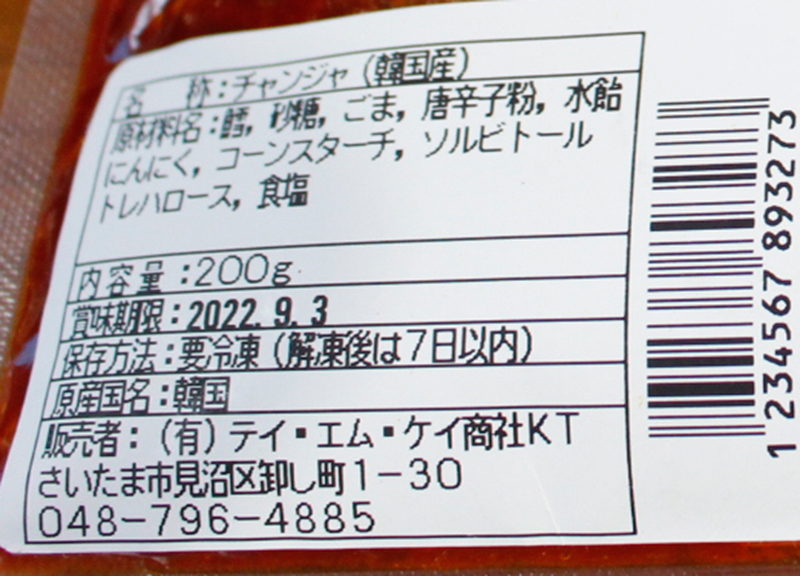 名　称：チャンジャ（韓国産）
原材料名：鱈，砂糖，ごま，唐辛子粉，水飴
にんにく，コーンスターチ，ソルビトール
トレハロース，食塩
内容量：200g
賞味期限：2022.9.3
保存方法：要冷凍（解凍後は7日以内）
原産国名：韓国
販売者：（有）テイ・エム・ケイ商社KT
さいたま市見沼区卸し町1-30
048-796-4885
1 234567 893273